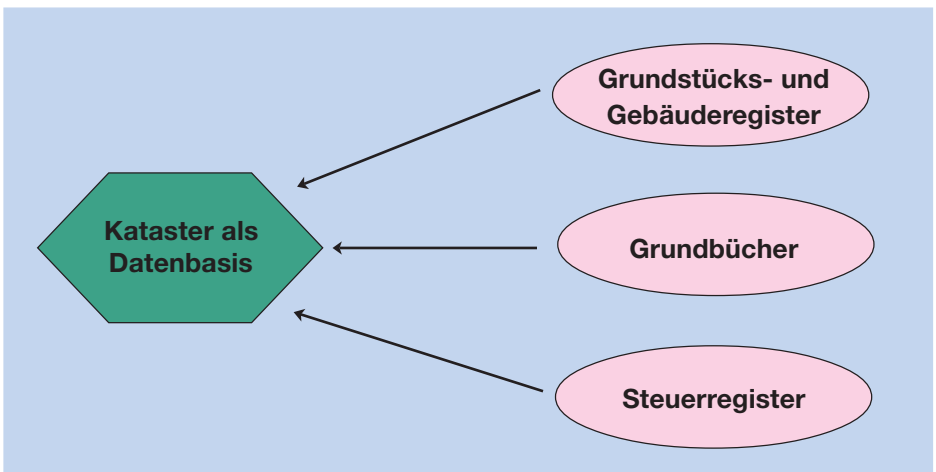 Grundstücks- und
Gebäuderegister
Kataster als
Datenbasis
Grundbücher
Steuerregister